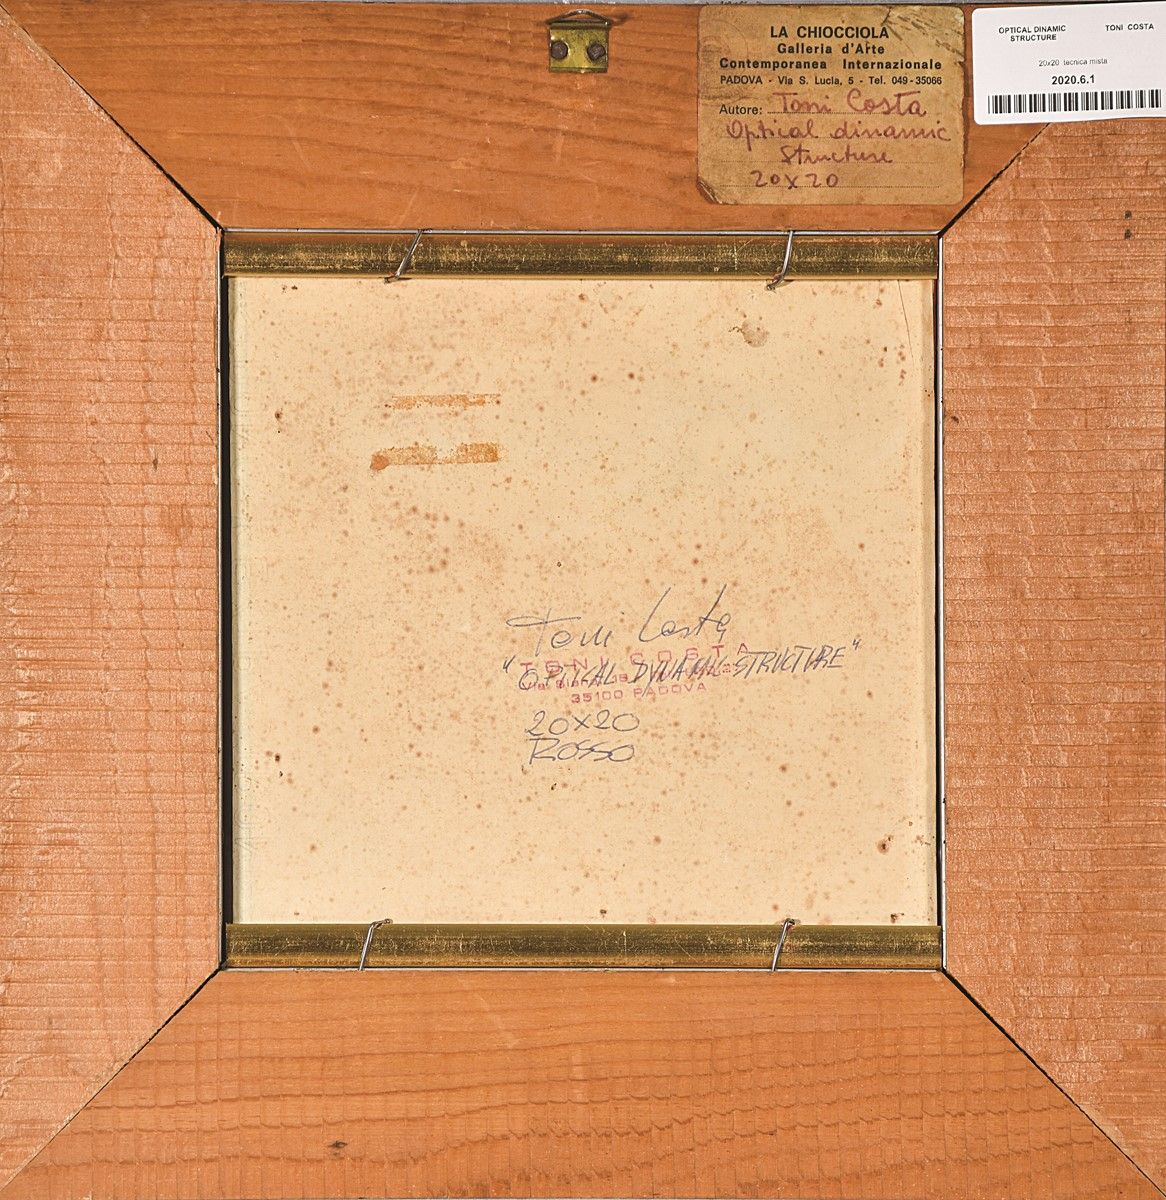 LA CHIOCCIOLA
Galleria d'Arte
Contemporanea Internazionale
PADOVA - Via S. Lucia, 5 - Tel. 049-35066
Autore: Toni Costa
Optical dinamic
Structure
20x20
OPTICAL DINAMIC STRUCTURE
TONI COSTA
20x20 tecnica mista
2020.6.1
Toni Costa
TONI COSTA
"OPTICAL DYNAMIC STRUCTURE"
35100 PADOVA
20x20
ROSSO